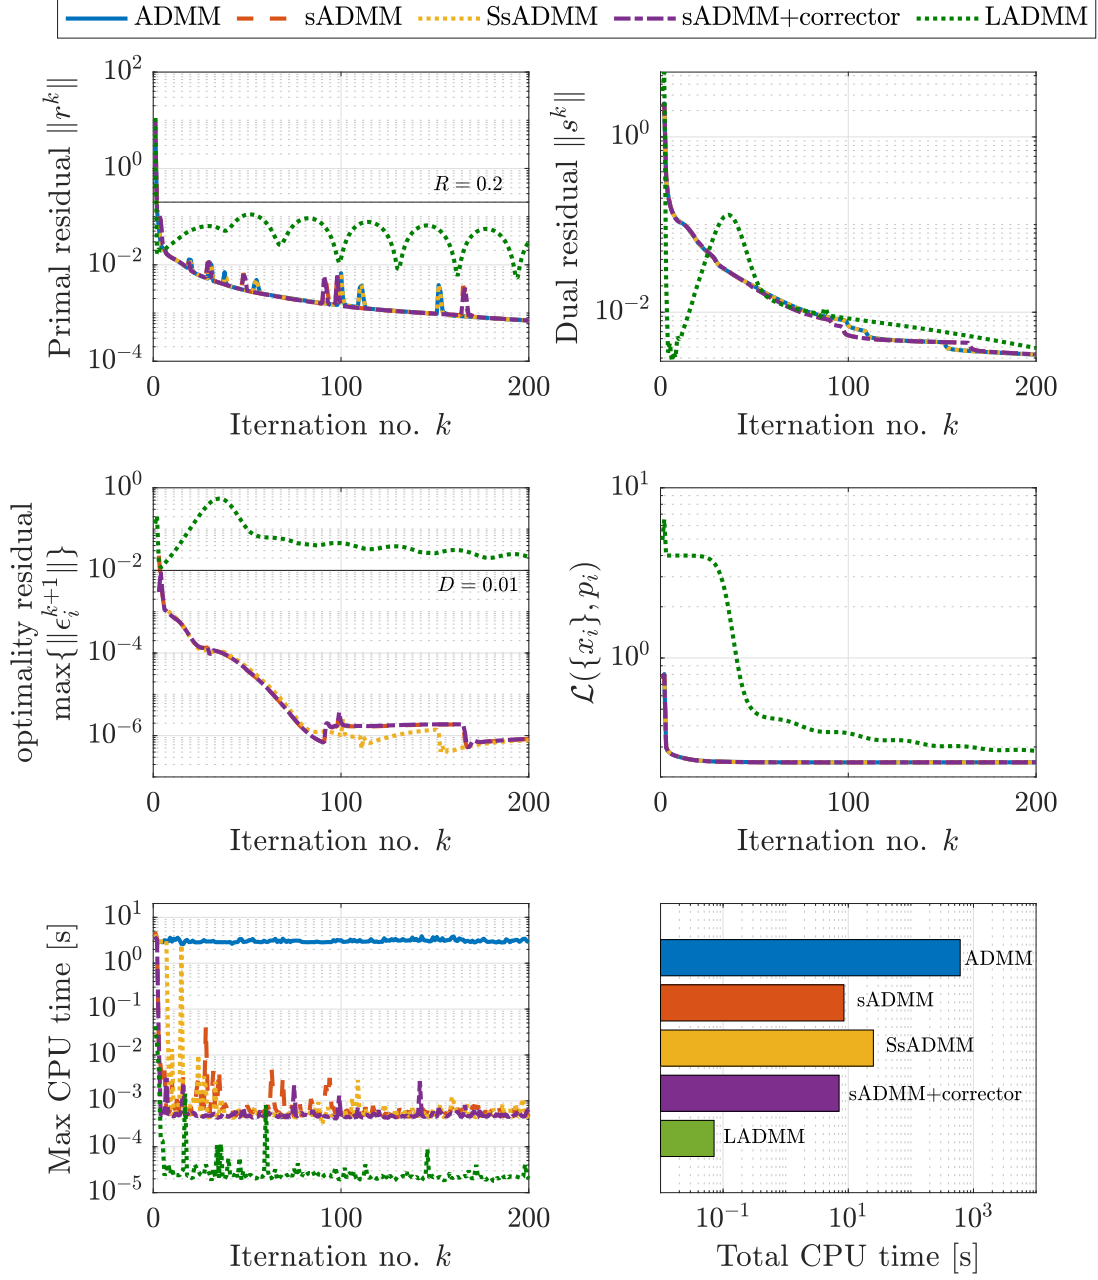 ADMM sADMM SsADMM sADMM+corrector LADMM
Primal residual ‖r^k‖
10^2
10^0
10^-2
10^-4
R = 0.2
0 100 200
Iternation no. k
Dual residual ‖s^k‖
10^0
10^-2
0 100 200
Iternation no. k
optimality residual
max{‖ϵ_i^{k+1}‖}
10^0
10^-2
10^-4
10^-6
D = 0.01
0 100 200
Iternation no. k
ℒ({x_i}, p_i)
10^1
10^0
0 100 200
Iternation no. k
Max CPU time [s]
10^1
10^0
10^-1
10^-2
10^-3
10^-4
10^-5
0 100 200
Iternation no. k
ADMM
sADMM
SsADMM
sADMM+corrector
LADMM
10^-1 10^1 10^3
Total CPU time [s]